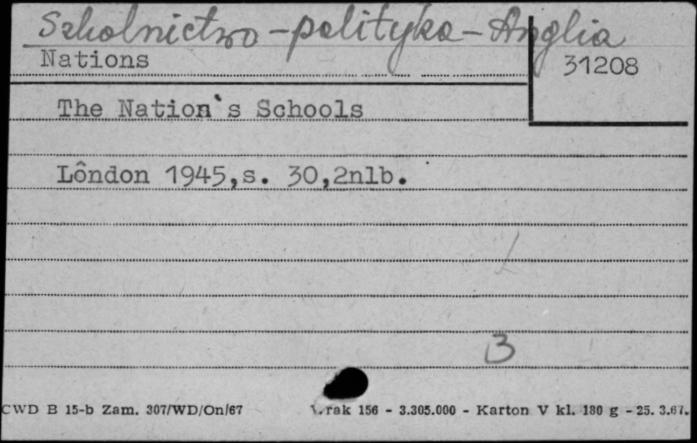 Szkolnictwo - polityka - Anglia
Nations
31208
The Nation`s Schools
Lôndon 1945,s. 30,2nlb.
B
CWD B 15-b Zam. 307/WD/On/67 rak 156 - 3.305.000 - Karton V kl. 180 g - 25. 3.67.